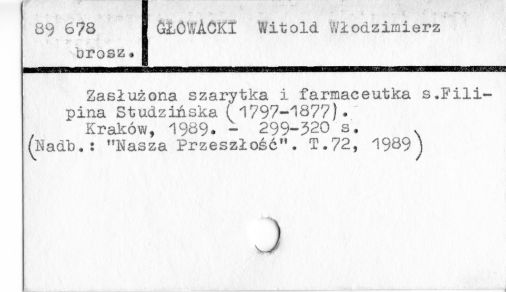 89 678
GŁOWACKI Witold Włodzimierz
brosz.
Zasłużona szarytka i farmaceutka s.Fili-
pina Studzińska (1797-1877).
Kraków, 1989. - 299-320 s.
(Nadb.: "Nasza Przeszłość". T.72, 1989)